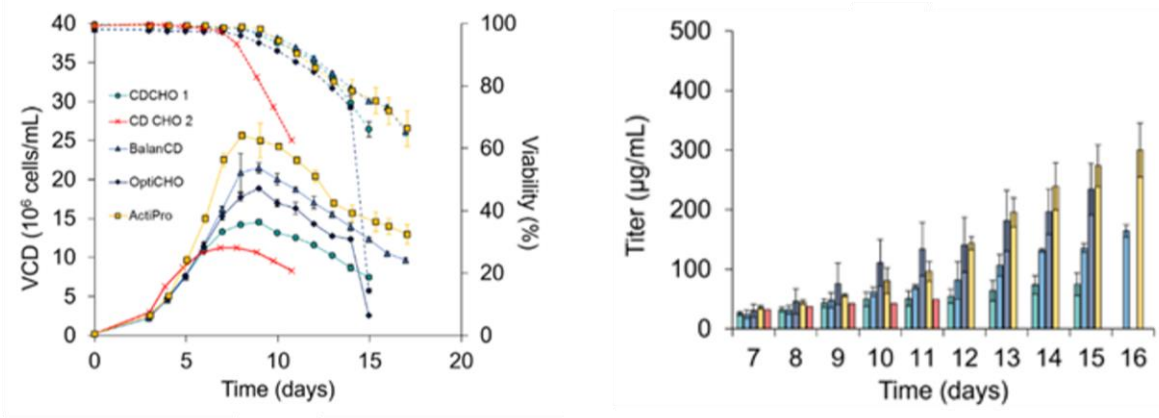 40
35
30
25
20
15
10
5
0
VCD (10⁶ cells/mL)
CDCHO 1
CD CHO 2
BalanCD
OptiCHO
ActiPro
100
80
60
40
20
0
Viability (%)
0 5 10 15 20
Time (days)
500
400
300
200
100
0
Titer (µg/mL)
7 8 9 10 11 12 13 14 15 16
Time (days)